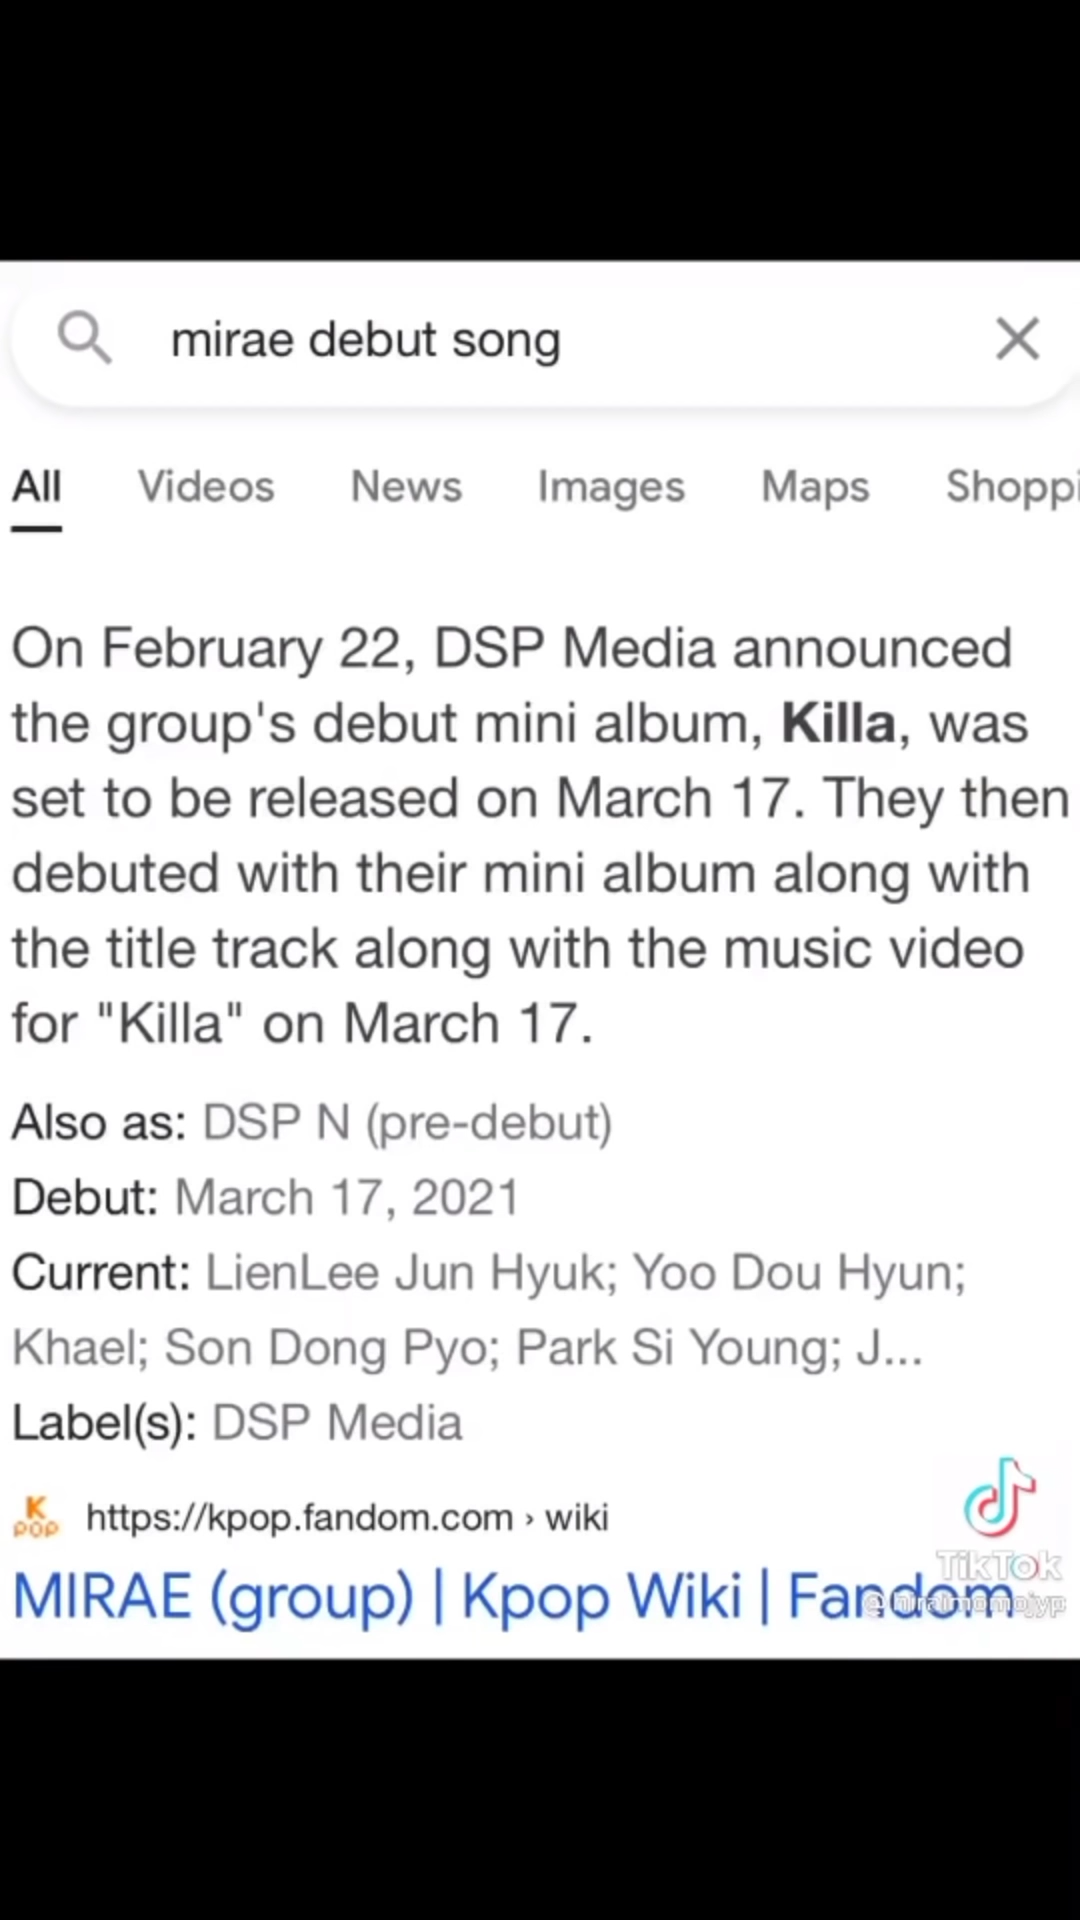 mirae debut song
All Videos News Images Maps Shoppi
On February 22, DSP Media announced
the group's debut mini album, Killa, was
set to be released on March 17. They then
debuted with their mini album along with
the title track along with the music video
for "Killa" on March 17.
Also as: DSP N (pre-debut)
Debut: March 17, 2021
Current: LienLee Jun Hyuk; Yoo Dou Hyun;
Khael; Son Dong Pyo; Park Si Young; J...
Label(s): DSP Media
K
POP
https://kpop.fandom.com › wiki
TikTok
MIRAE (group) | Kpop Wiki | Fandom